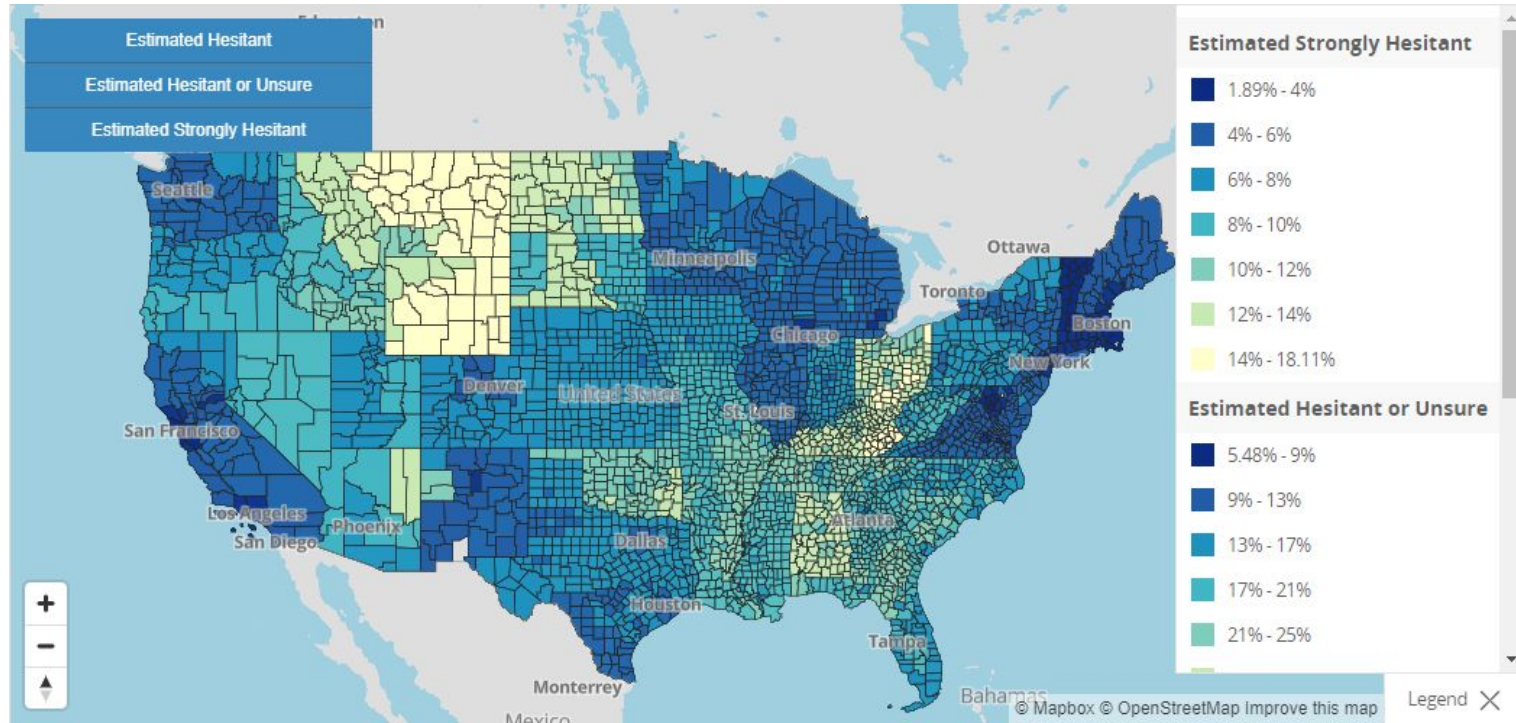 Edmonton
Estimated Hesitant
Estimated Hesitant or Unsure
Estimated Strongly Hesitant
Seattle
Minneapolis
Ottawa
Toronto
Boston
Chicago
New York
Denver
United States
St. Louis
San Francisco
Los Angeles
Phoenix
Atlanta
San Diego
Dallas
Houston
Tampa
Monterrey
Bahamas
Mexico
+
−
© Mapbox © OpenStreetMap Improve this map
Estimated Strongly Hesitant
1.89% - 4%
4% - 6%
6% - 8%
8% - 10%
10% - 12%
12% - 14%
14% - 18.11%
Estimated Hesitant or Unsure
5.48% - 9%
9% - 13%
13% - 17%
17% - 21%
21% - 25%
Legend ×